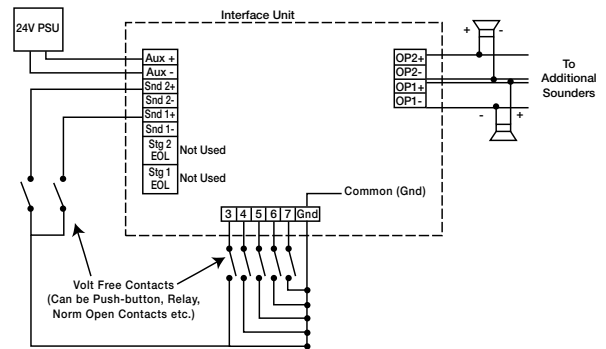 Interface Unit
24V PSU
Aux +
Aux -
Snd 2+
Snd 2-
Snd 1+
Snd 1-
Stg 2
EOL
Not Used
Stg 1
EOL
Not Used
OP2+
OP2-
OP1+
OP1-
+ -
- +
To
Additional
Sounders
Common (Gnd)
3 4 5 6 7 Gnd
Volt Free Contacts
(Can be Push-button, Relay,
Norm Open Contacts etc.)